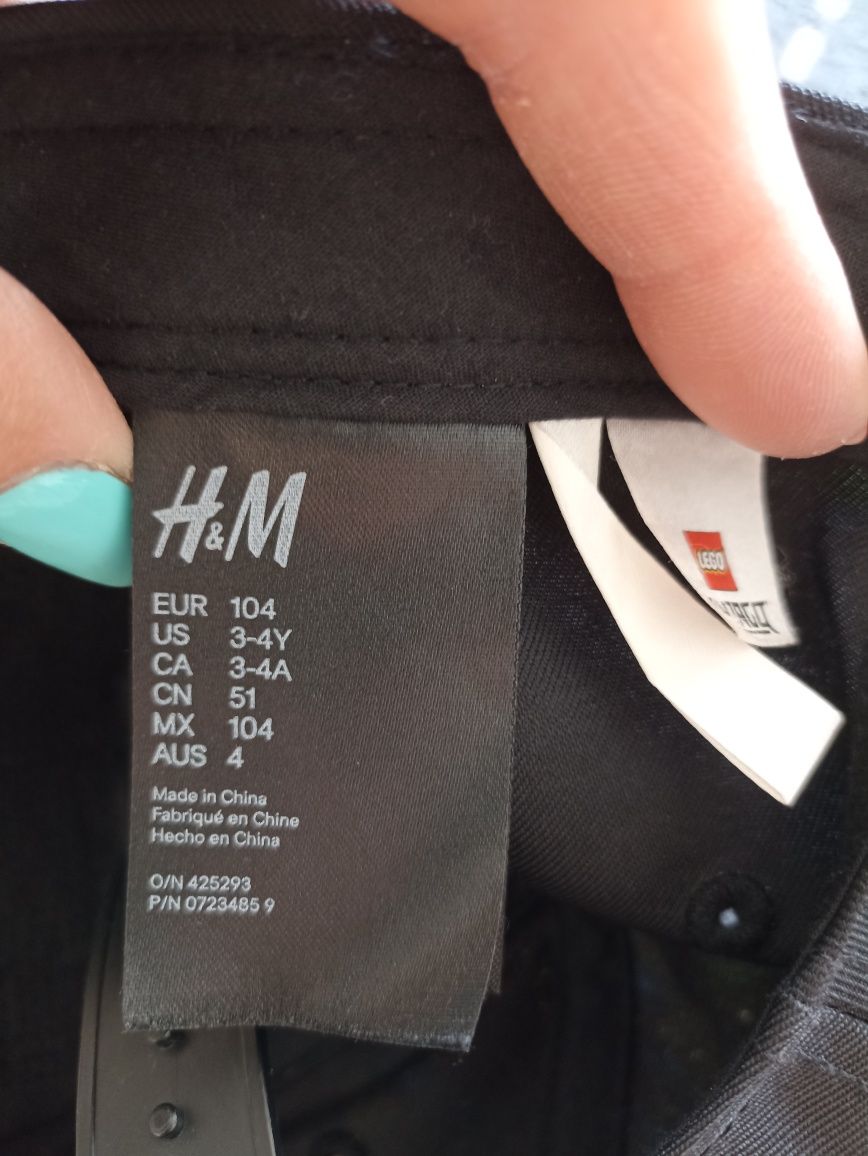 H&M
EUR 104
US 3-4Y
CA 3-4A
CN 51
MX 104
AUS 4
Made in China
Fabriqué en Chine
Hecho en China
O/N 425293
P/N 0723485 9
LEGO